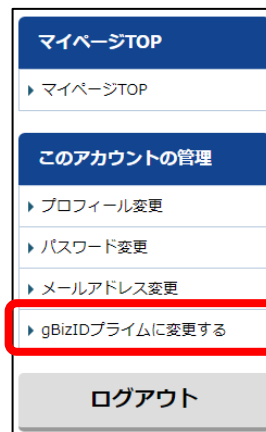 マイページTOP
マイページTOP
このアカウントの管理
プロフィール変更
パスワード変更
メールアドレス変更
gBizIDプライムに変更する
ログアウト